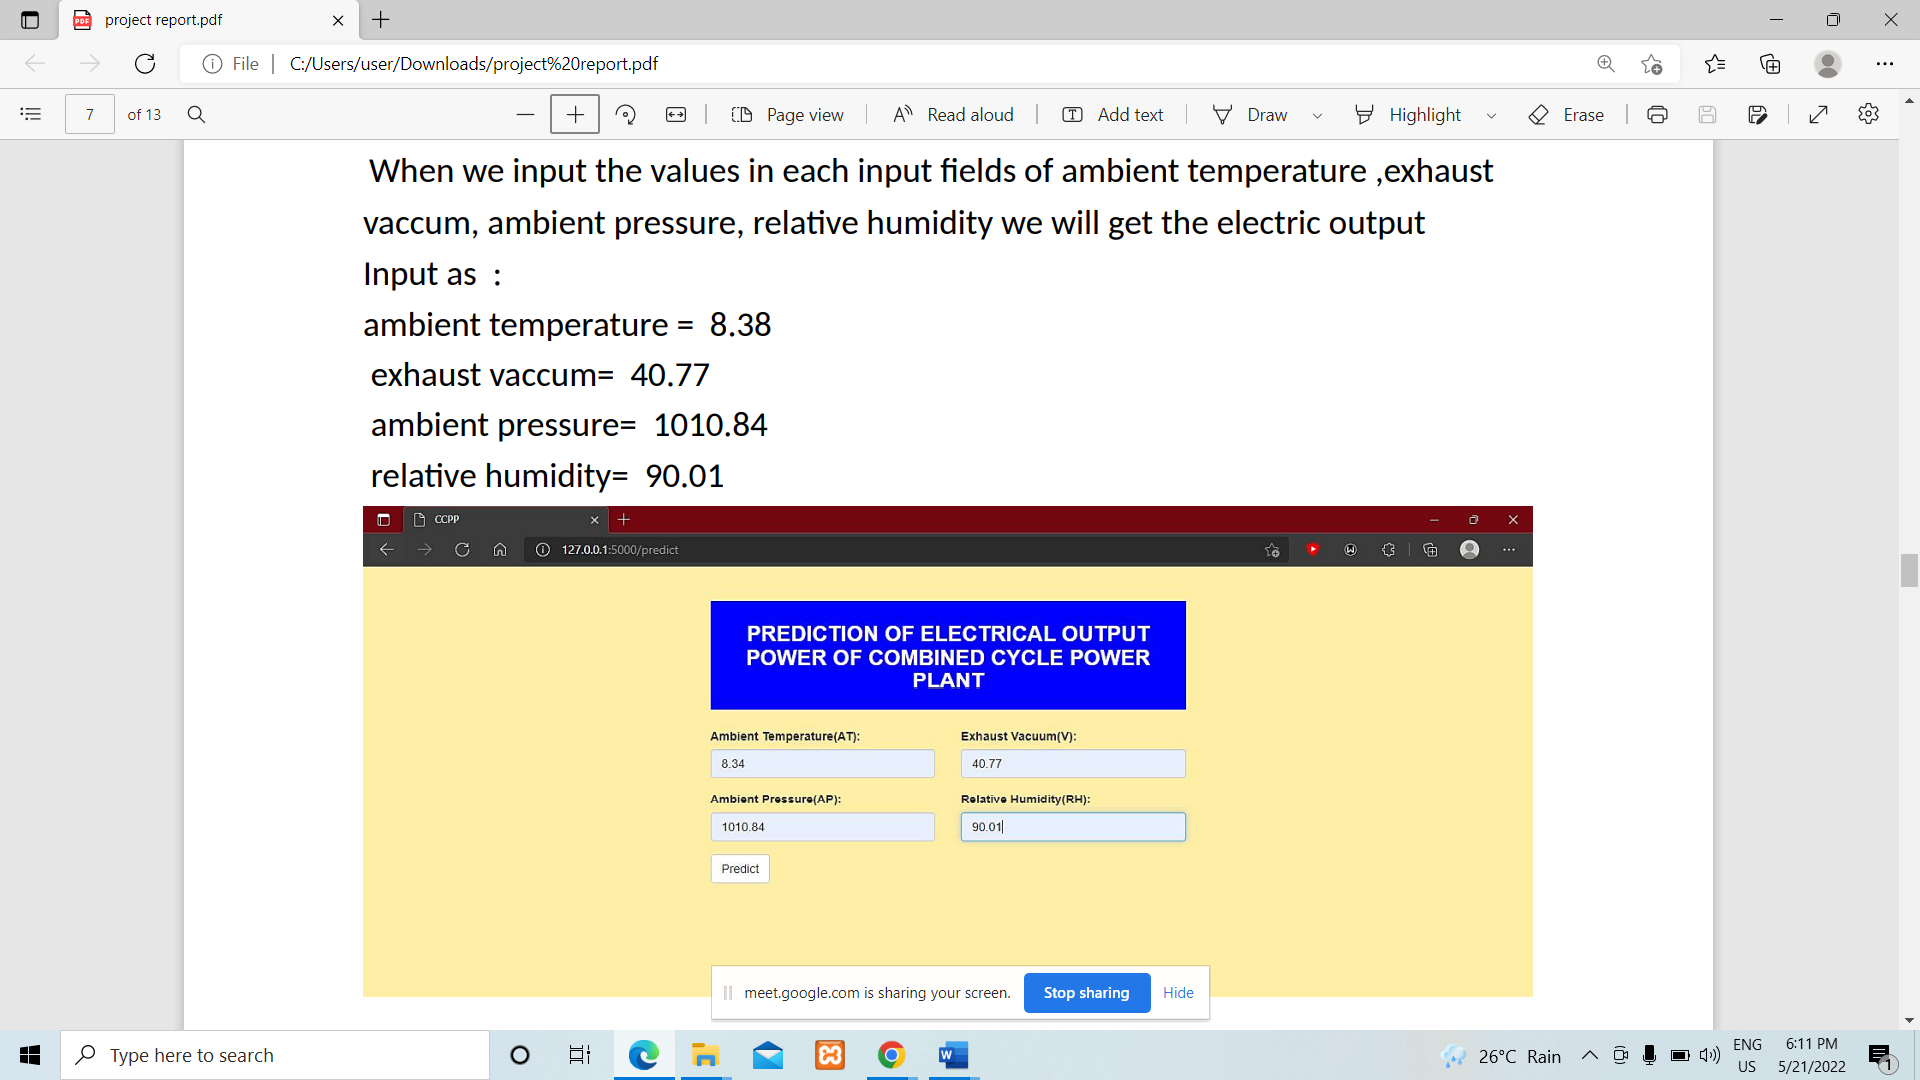 project report.pdf
File
C:/Users/user/Downloads/project%20report.pdf
7 of 13
Page view
Read aloud
Add text
Draw
Highlight
Erase
When we input the values in each input fields of ambient temperature ,exhaust
vaccum, ambient pressure, relative humidity we will get the electric output
Input as :
ambient temperature = 8.38
exhaust vaccum= 40.77
ambient pressure= 1010.84
relative humidity= 90.01
CCPP
127.0.0.1:5000/predict
PREDICTION OF ELECTRICAL OUTPUT
POWER OF COMBINED CYCLE POWER
PLANT
Ambient Temperature(AT): Exhaust Vacuum(V):
8.34 40.77
Ambient Pressure(AP): Relative Humidity(RH):
1010.84 90.01
Predict
meet.google.com is sharing your screen. Stop sharing Hide
Type here to search
26°C Rain
ENG
US
6:11 PM
5/21/2022
1